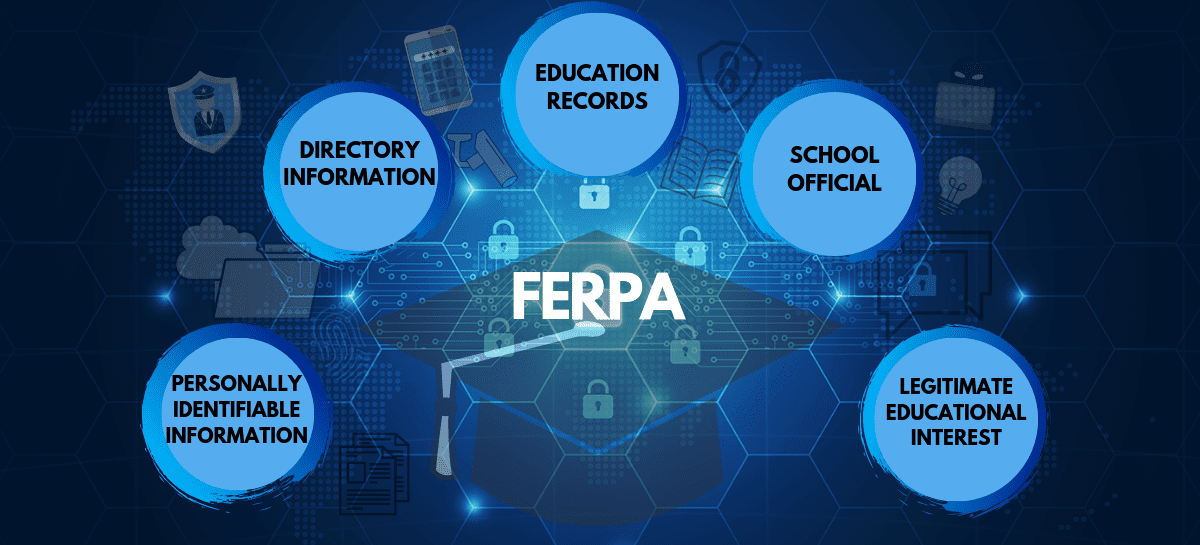 EDUCATION
RECORDS
DIRECTORY
INFORMATION
SCHOOL
OFFICIAL
FERPA
PERSONALLY
IDENTIFIABLE
INFORMATION
LEGITIMATE
EDUCATIONAL
INTEREST